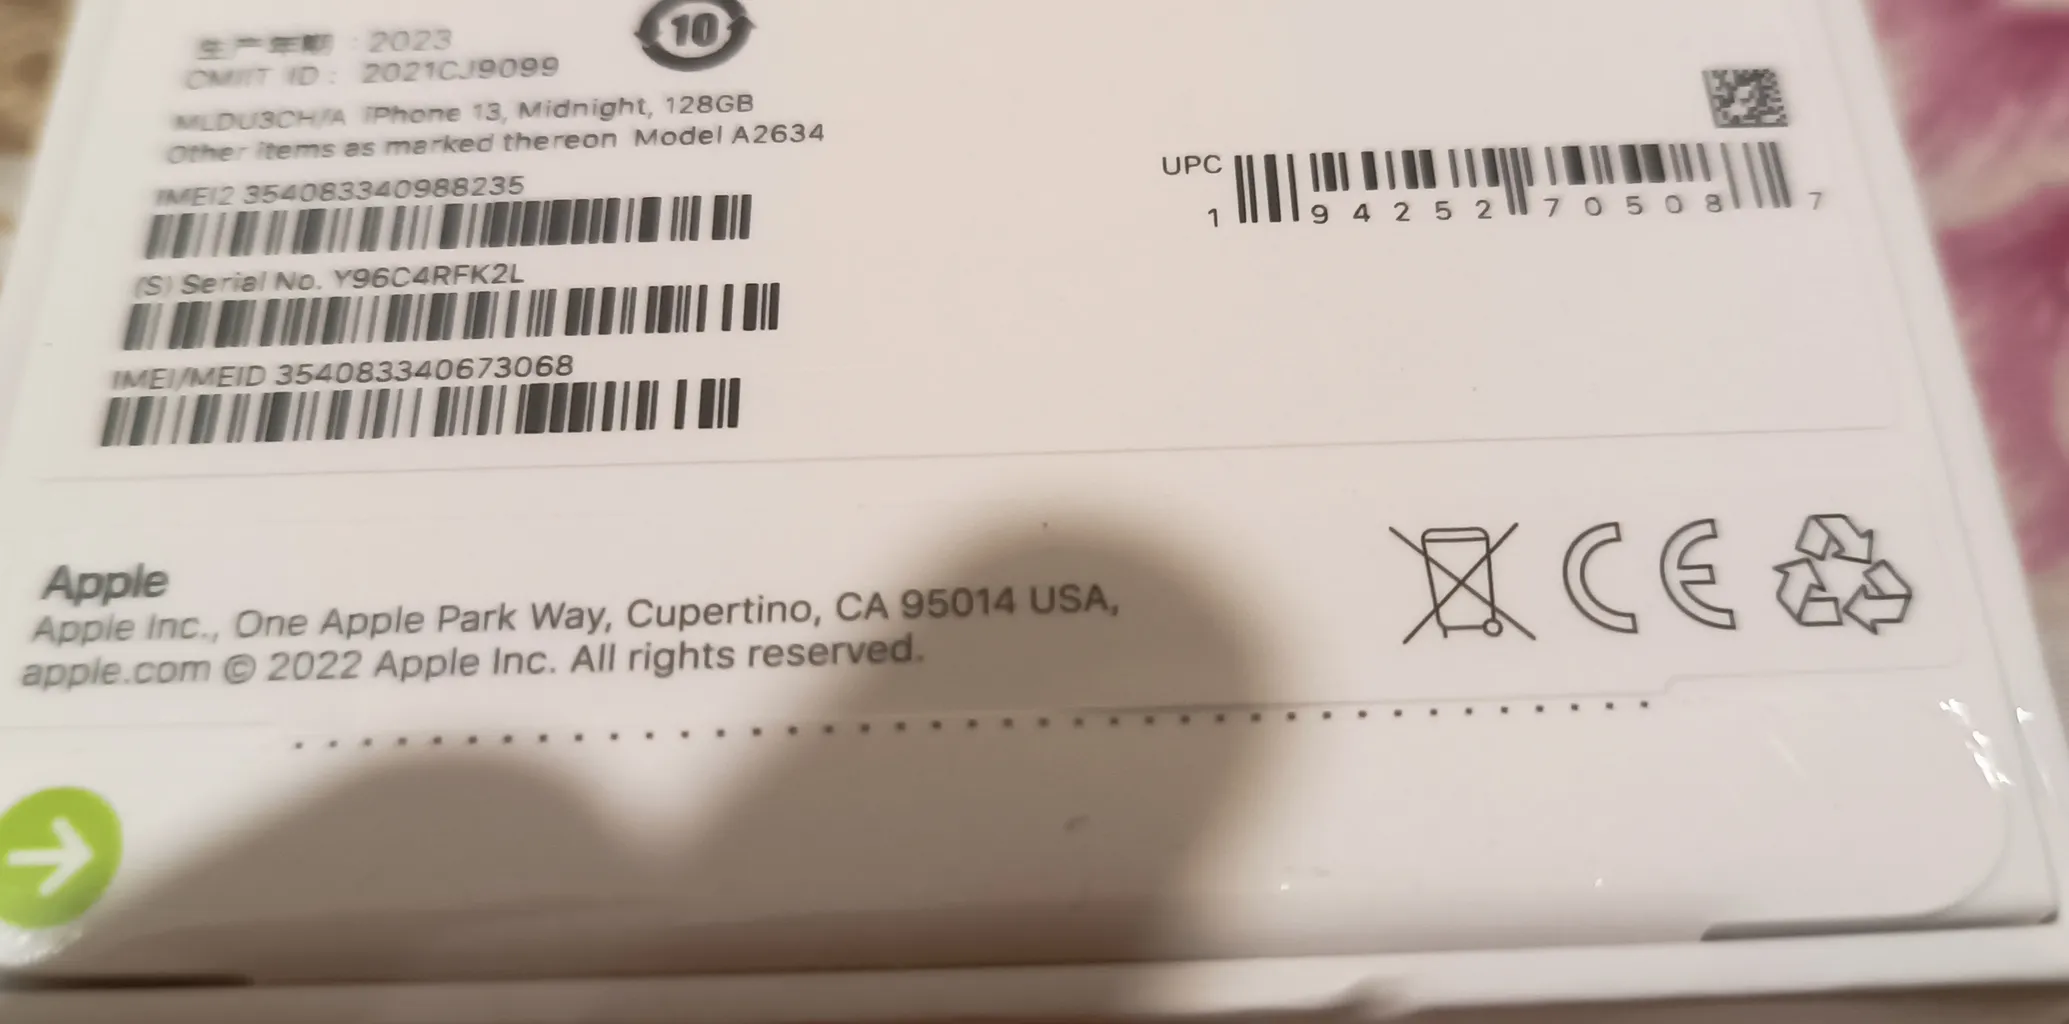 生产年期 : 2023
CMIIT ID : 2021CJ9099
10
MLDU3CH/A iPhone 13, Midnight, 128GB
Other items as marked thereon Model A2634
IMEI2 354083340988235
(S) Serial No. Y96C4RFK2L
IMEI/MEID 354083340673068
UPC
1 94252 70508 7
Apple
Apple Inc., One Apple Park Way, Cupertino, CA 95014 USA,
apple.com © 2022 Apple Inc. All rights reserved.
CE